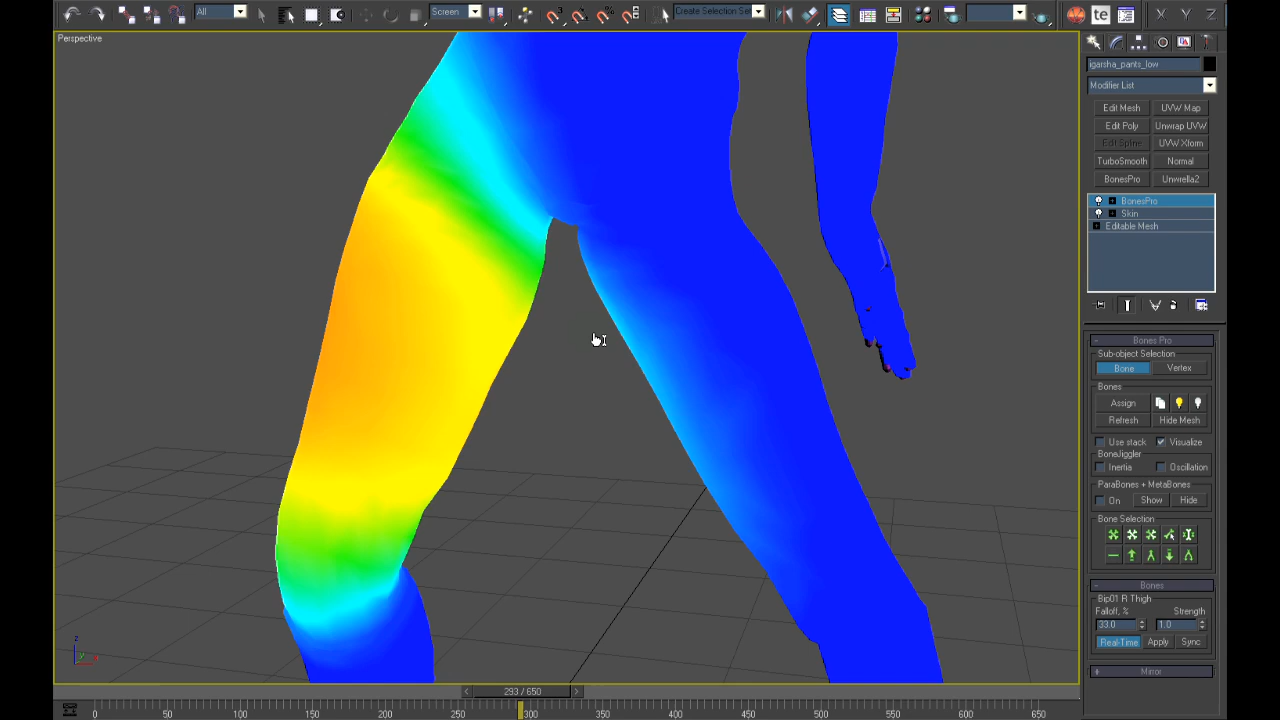 All
Screen
Create Selection Set
te
X Y Z
Perspective
igarsha_pants_low
Modifier List
Edit Mesh UVW Map
Edit Poly Unwrap UVW
Edit Spline UVW Xform
TurboSmooth Normal
BonesPro Unwrella2
BonesPro
Skin
Editable Mesh
Bones Pro
Sub-object Selection
Bone Vertex
Bones
Assign
Refresh Hide Mesh
Use stack Visualize
BoneJiggler
Inertia Oscillation
ParaBones + MetaBones
On Show Hide
Bone Selection
Bones
Bip01 R Thigh
Falloff, % Strength
33.0 1.0
Real-Time Apply Sync
Mirror
z
y
x
< 293 / 650 >
0 50 100 150 200 250 300 350 400 450 500 550 600 650